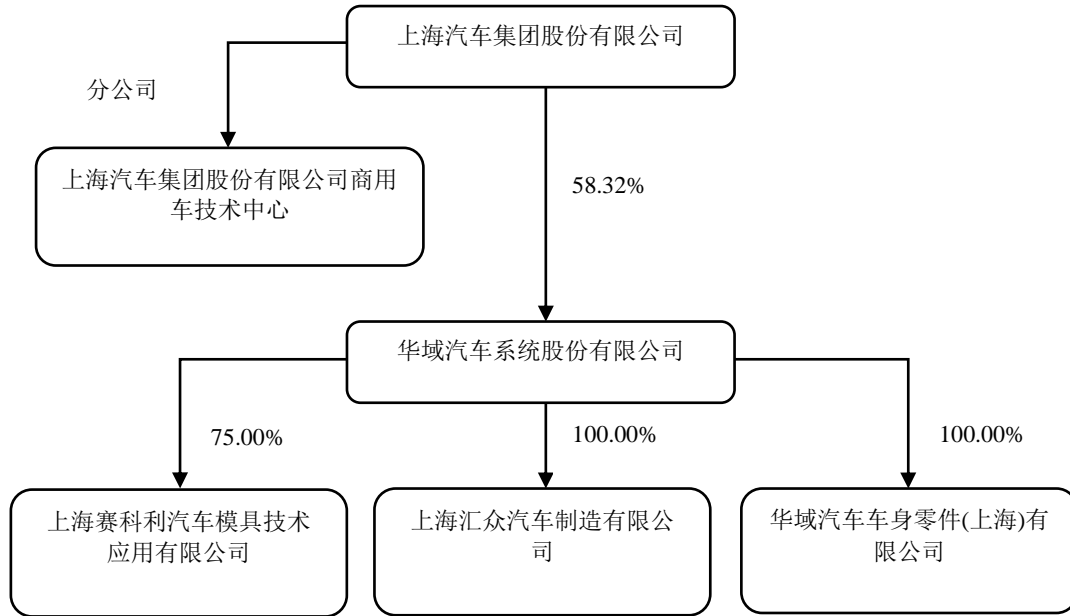 上海汽车集团股份有限公司
分公司
上海汽车集团股份有限公司商用
车技术中心
58.32%
华域汽车系统股份有限公司
75.00%
100.00%
100.00%
上海赛科利汽车模具技术
应用有限公司
上海汇众汽车制造有限公
司
华域汽车车身零件(上海)有
限公司